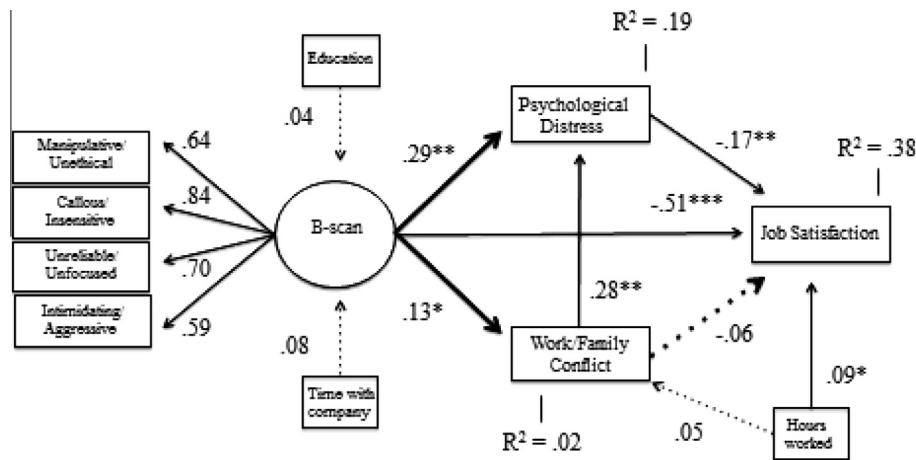 R² = .19
Education
Psychological
Distress
.04
.64
Manipulative/
Unethical
.29**
-.17**
R² = .38
.84
Callous/
Insensitive
B-scan
-.51***
Job Satisfaction
.70
Unreliable/
Unfocused
Intimidating/
Aggressive
.59
.13*
.28**
.08
Work/Family
Conflict
-.06
.09*
Time with
company
R² = .02
.05
Hours
worked